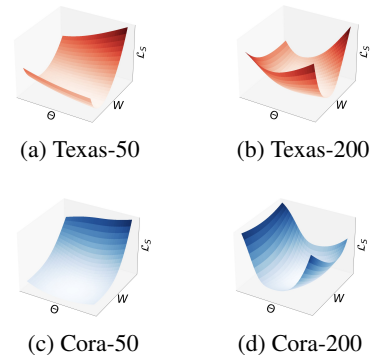 ℒ_S
Θ
W
(a) Texas-50
ℒ_S
Θ
W
(b) Texas-200
ℒ_S
Θ
W
(c) Cora-50
ℒ_S
Θ
W
(d) Cora-200